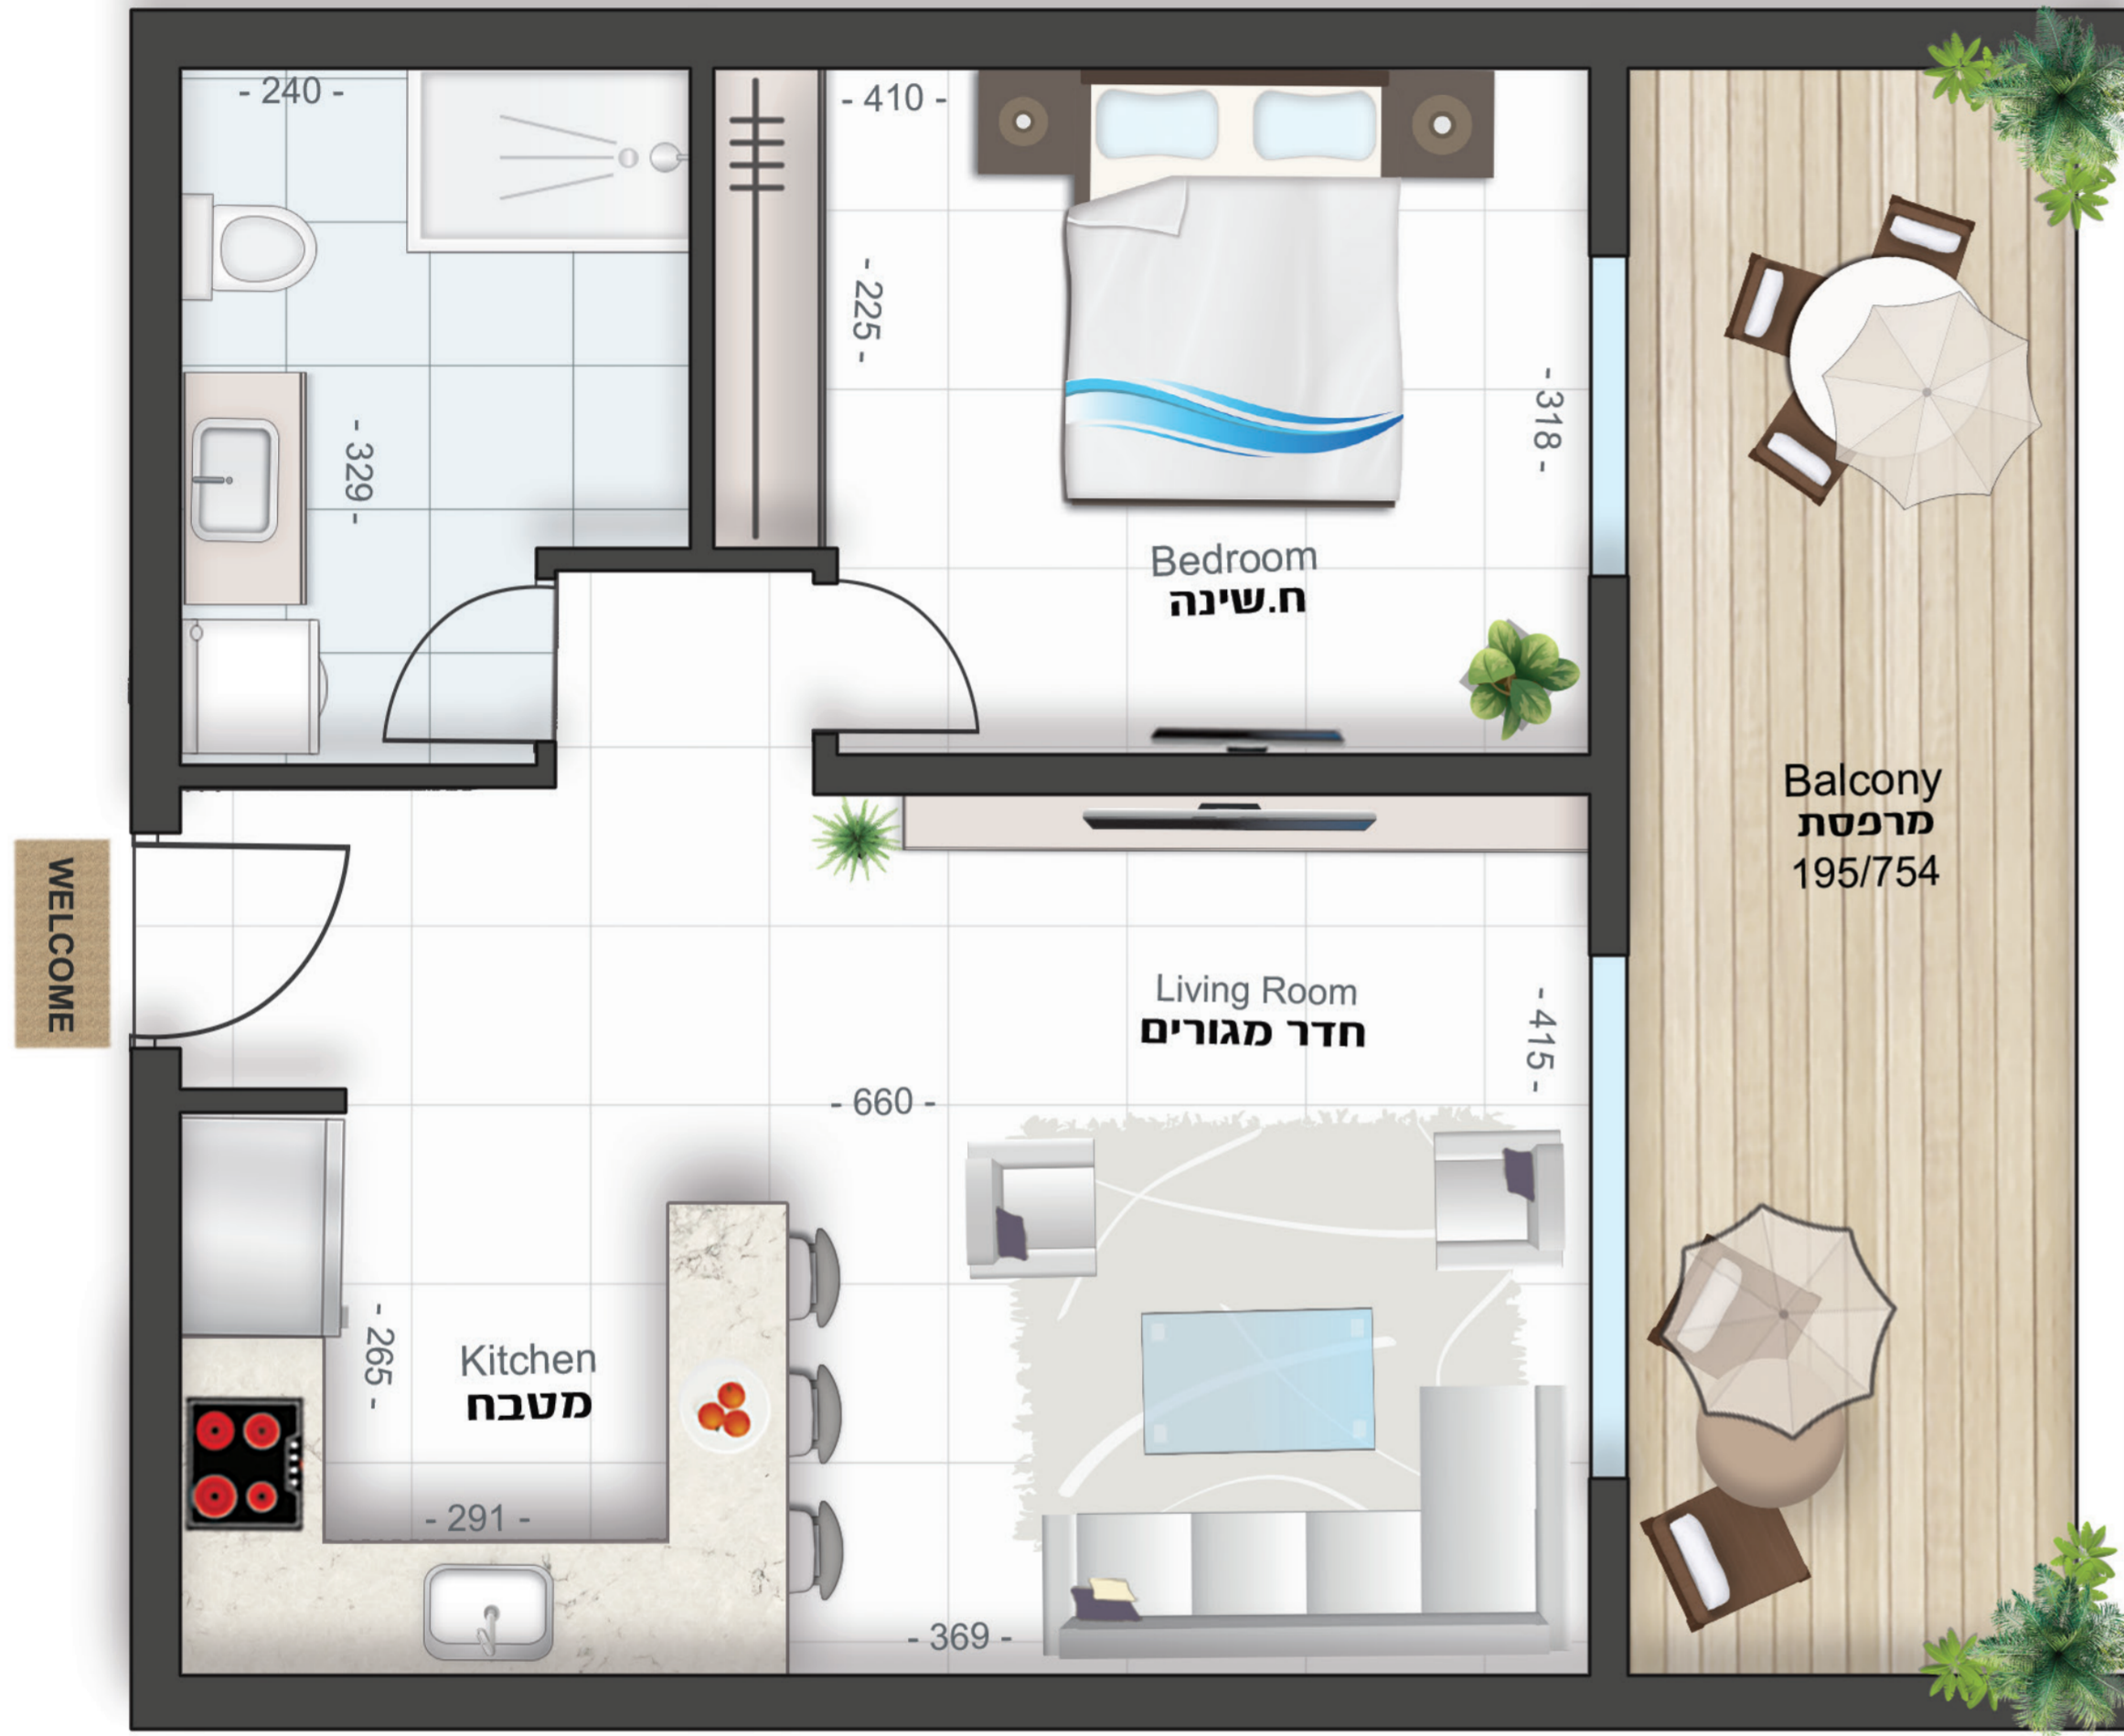 - 240 -
- 410 -
- 225 -
- 318 -
- 329 -
Bedroom
ח.שינה
Balcony
מרפסת
195/754
WELCOME
Living Room
חדר מגורים
- 415 -
- 660 -
- 265 -
Kitchen
מטבח
- 291 -
- 369 -